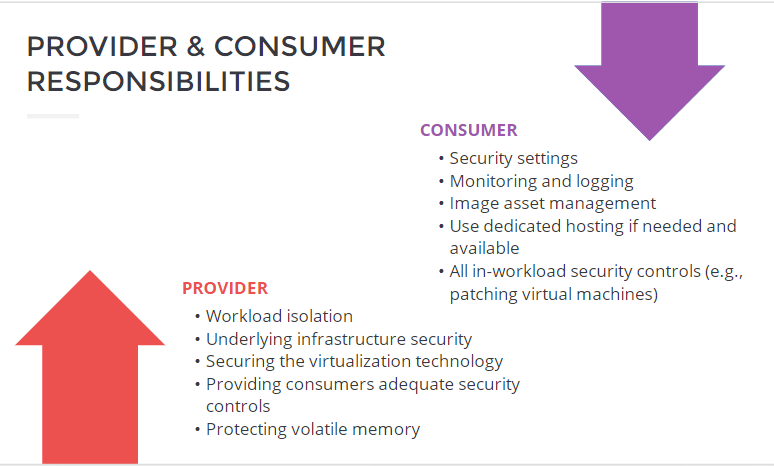 PROVIDER & CONSUMER
RESPONSIBILITIES
CONSUMER
• Security settings
• Monitoring and logging
• Image asset management
• Use dedicated hosting if needed and
available
• All in-workload security controls (e.g.,
patching virtual machines)
PROVIDER
• Workload isolation
• Underlying infrastructure security
• Securing the virtualization technology
• Providing consumers adequate security
controls
• Protecting volatile memory